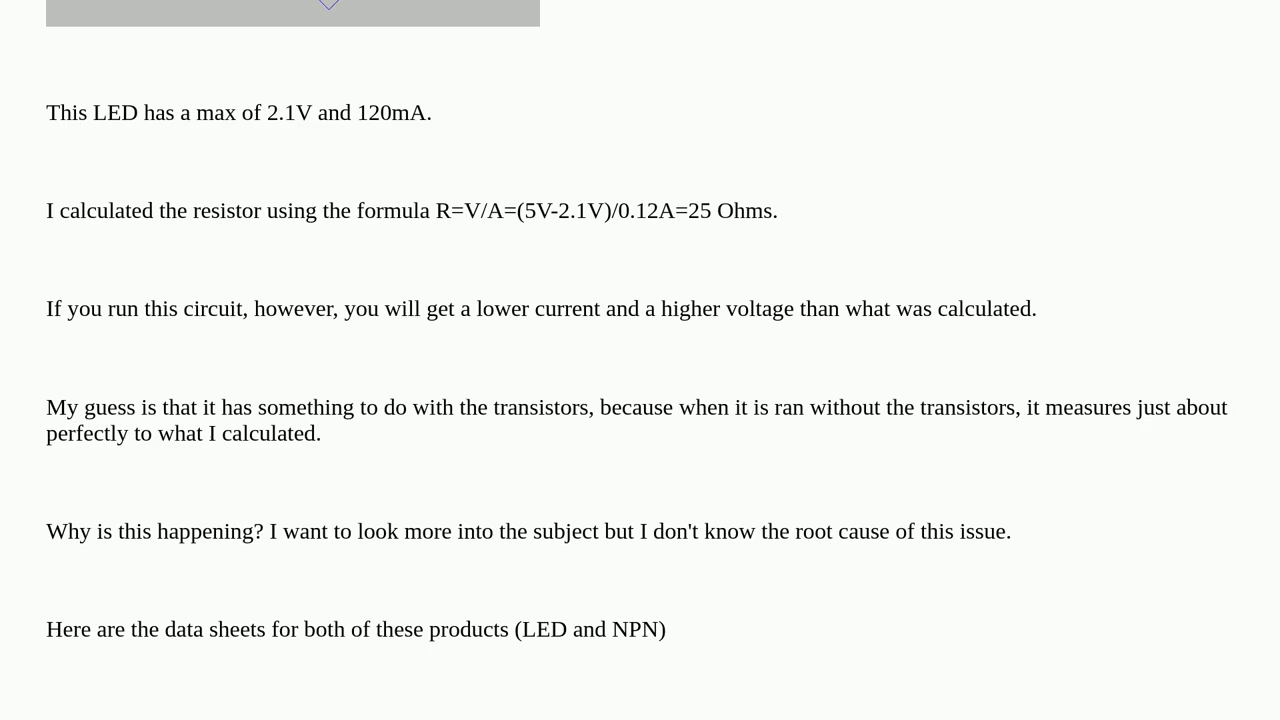 This LED has a max of 2.1V and 120mA.
I calculated the resistor using the formula R=V/A=(5V-2.1V)/0.12A=25 Ohms.
If you run this circuit, however, you will get a lower current and a higher voltage than what was calculated.
My guess is that it has something to do with the transistors, because when it is ran without the transistors, it measures just about
perfectly to what I calculated.
Why is this happening? I want to look more into the subject but I don't know the root cause of this issue.
Here are the data sheets for both of these products (LED and NPN)